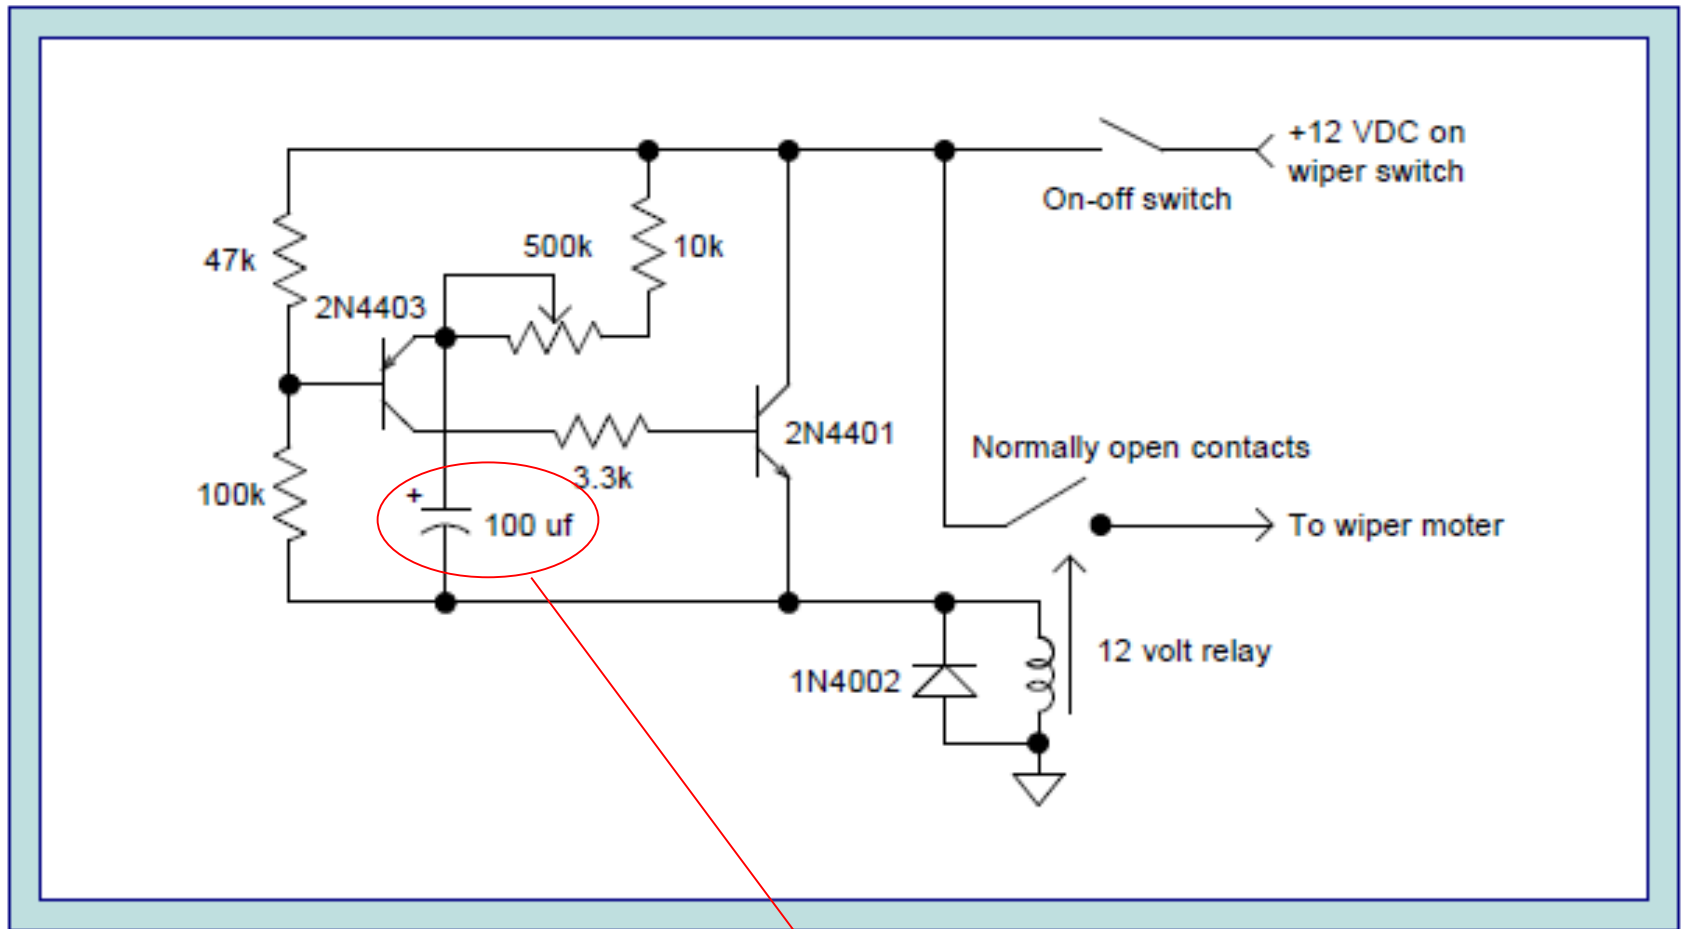 +12 VDC on
wiper switch
On-off switch
500k
10k
47k
2N4403
2N4401
Normally open contacts
3.3k
100k
+
100 uf
To wiper moter
12 volt relay
1N4002